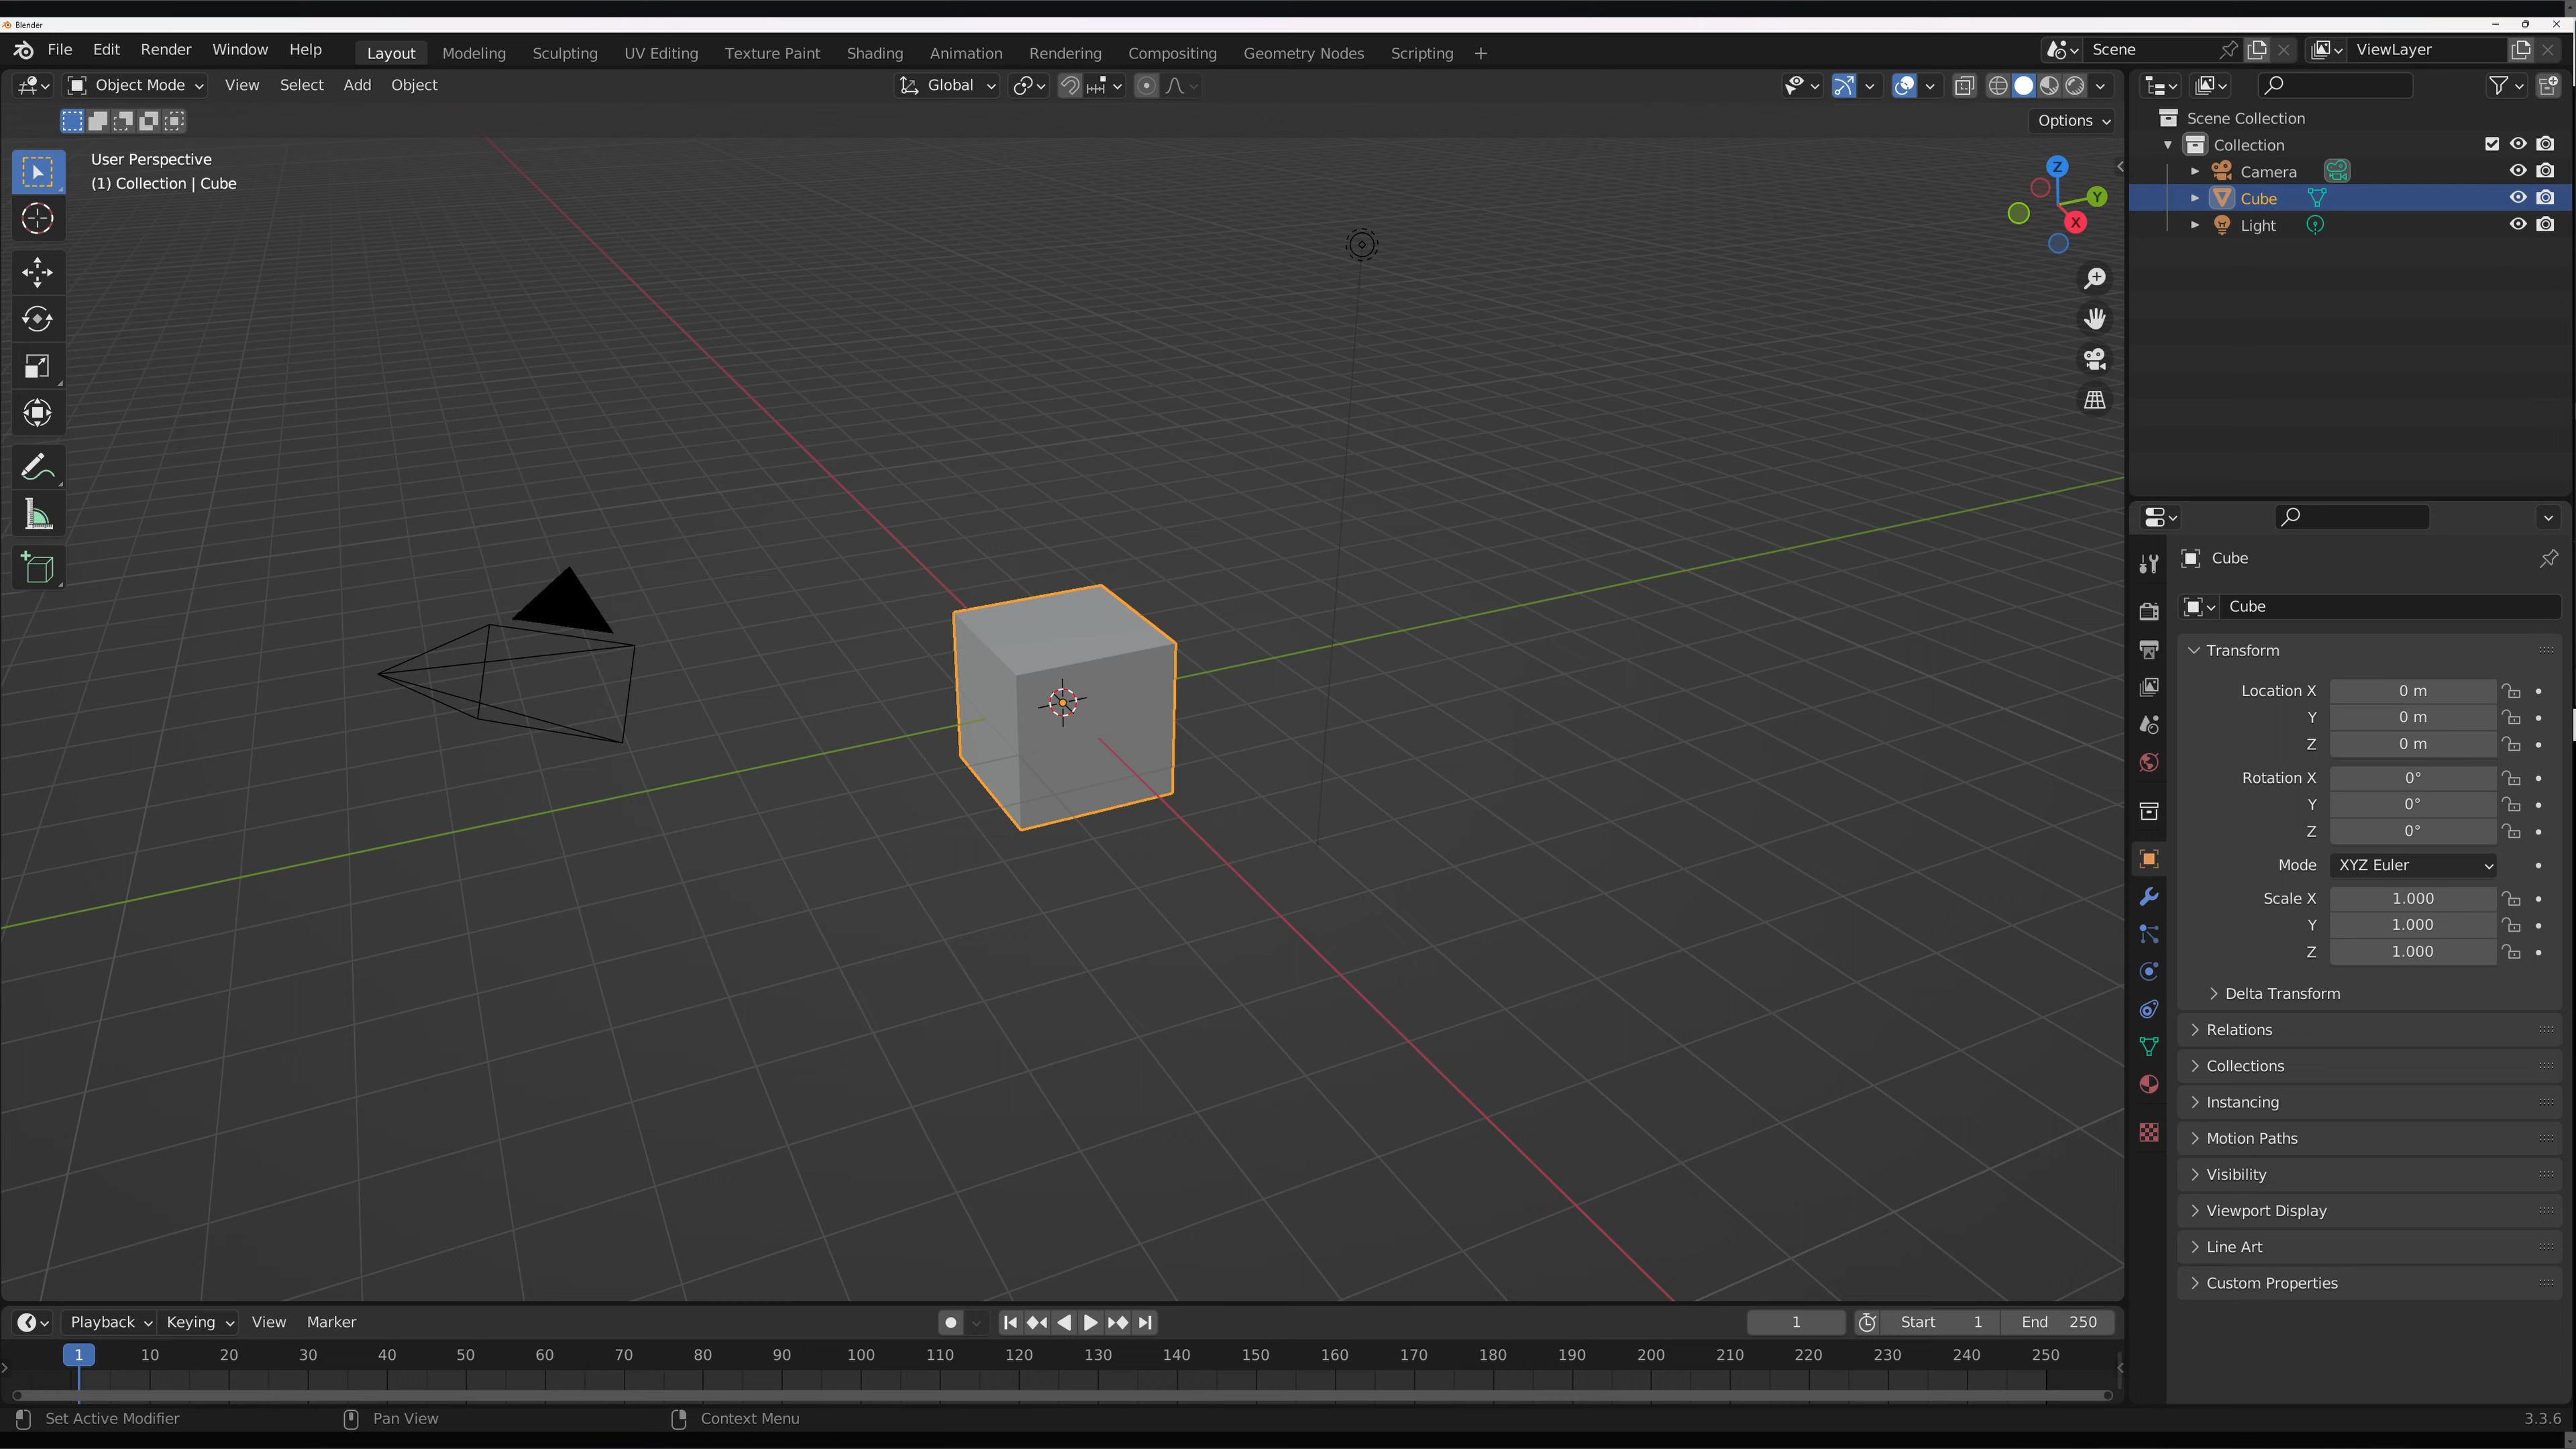 Blender
File Edit Render Window Help Layout Modeling Sculpting UV Editing Texture Paint Shading Animation Rendering Compositing Geometry Nodes Scripting + Scene ViewLayer
Object Mode View Select Add Object Global
Options
User Perspective
(1) Collection | Cube
Z
Y
X
Scene Collection
Collection
Camera
Cube
Light
Cube
Cube
Transform
Location X 0 m
Y 0 m
Z 0 m
Rotation X 0°
Y 0°
Z 0°
Mode XYZ Euler
Scale X 1.000
Y 1.000
Z 1.000
Delta Transform
Relations
Collections
Instancing
Motion Paths
Visibility
Viewport Display
Line Art
Custom Properties
Playback Keying View Marker 1 Start 1 End 250
1 10 20 30 40 50 60 70 80 90 100 110 120 130 140 150 160 170 180 190 200 210 220 230 240 250
Set Active Modifier Pan View Context Menu 3.3.6